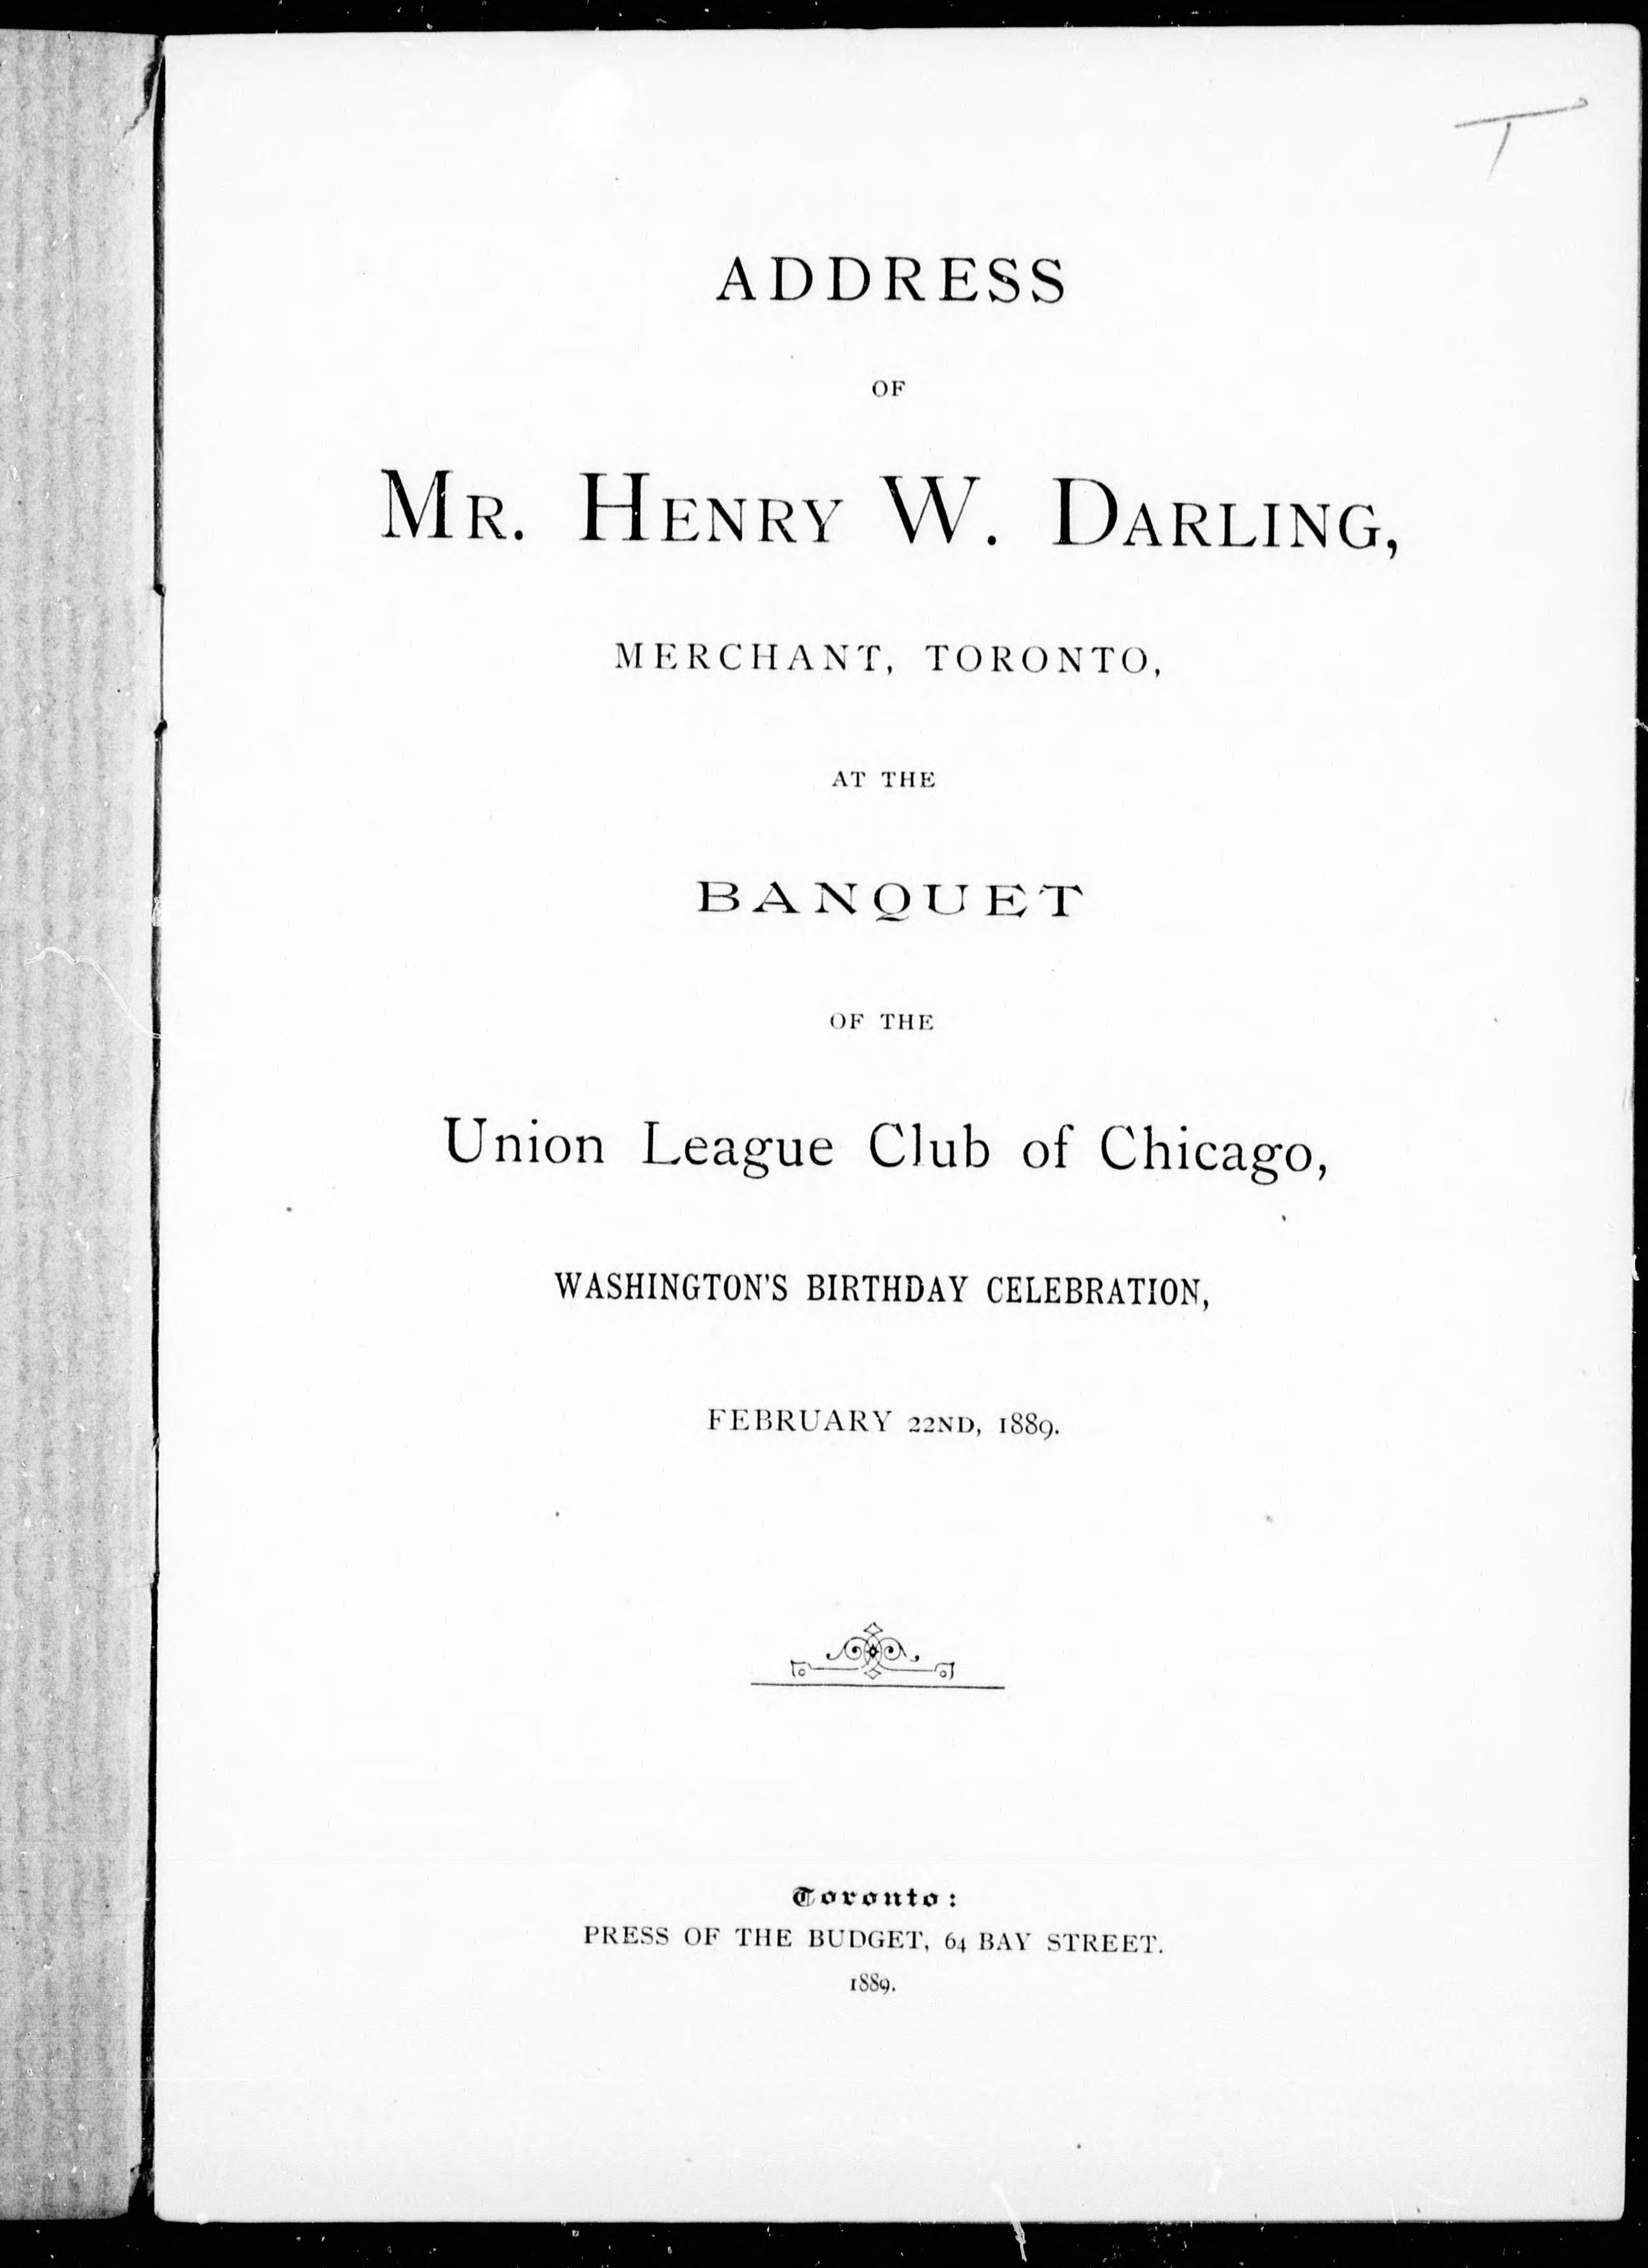 T
ADDRESS
OF
MR. HENRY W. DARLING,
MERCHANT, TORONTO,
AT THE
BANQUET
OF THE
Union League Club of Chicago,
WASHINGTON'S BIRTHDAY CELEBRATION,
FEBRUARY 22ND, 1889.
Toronto:
PRESS OF THE BUDGET, 64 BAY STREET.
1889.